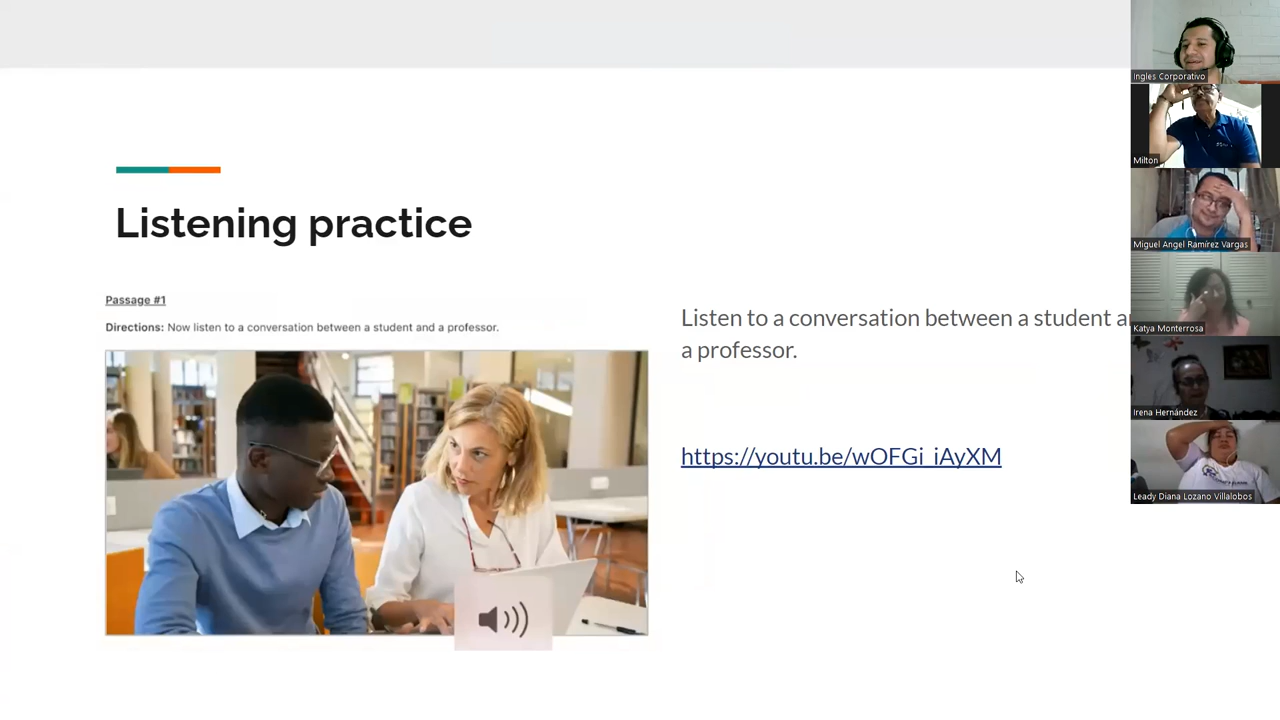 Listening practice
Passage #1
Directions: Now listen to a conversation between a student and a professor.
Listen to a conversation between a student
a professor.
https://youtu.be/wOFGi_iAyXM
Ingles Corporativo
Milton
Miguel Angel Ramírez Vargas
Katya Monterrosa
Irena Hernández
Leady Diana Lozano Villalobos